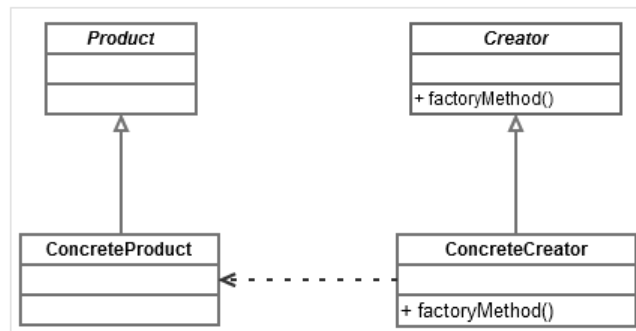 Product
Creator
+ factoryMethod()
ConcreteProduct
ConcreteCreator
+ factoryMethod()